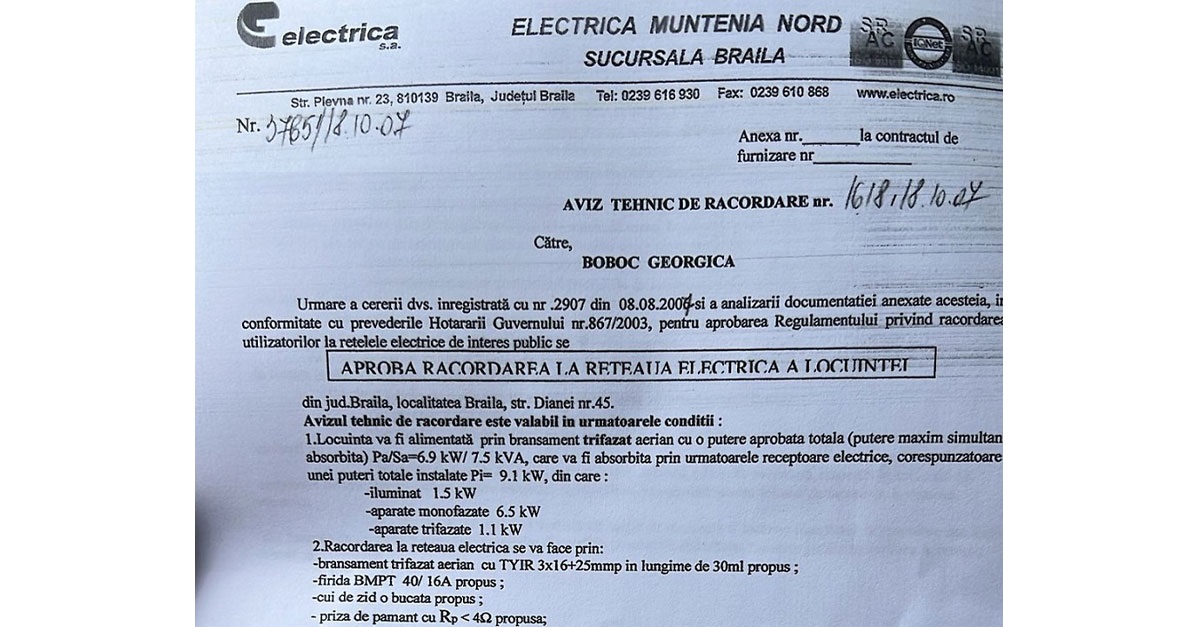 electrica s.a.
ELECTRICA MUNTENIA NORD
SUCURSALA BRAILA
SR AC
IQNet
SR AC
Str. Plevna nr. 23, 810139 Braila, Județul Braila Tel: 0239 616 930 Fax: 0239 610 868 www.electrica.ro
Nr. 3765/18.10.07
Anexa nr.______la contractul de
furnizare nr____________
AVIZ TEHNIC DE RACORDARE nr. 1618/18.10.07
Către,
BOBOC GEORGICA
Urmare a cererii dvs. inregistrată cu nr .2907 din 08.08.2007 si a analizarii documentatiei anexate acesteia, in
conformitate cu prevederile Hotararii Guvernului nr.867/2003, pentru aprobarea Regulamentului privind racordarea
utilizatorilor la retelele electrice de interes public se
APROBA RACORDAREA LA RETEAUA ELECTRICA A LOCUINTEI
din jud.Braila, localitatea Braila, str. Dianei nr.45.
Avizul tehnic de racordare este valabil in urmatoarele conditii :
1.Locuinta va fi alimentată prin bransament trifazat aerian cu o putere aprobata totala (putere maxim simultan
absorbita) Pa/Sa=6.9 kW/ 7.5 kVA, care va fi absorbita prin urmatoarele receptoare electrice, corespunzatoare
unei puteri totale instalate Pi= 9.1 kW, din care :
-iluminat 1.5 kW
-aparate monofazate 6.5 kW
-aparate trifazate 1.1 kW
2.Racordarea la reteaua electrica se va face prin:
-bransament trifazat aerian cu TYIR 3x16+25mmp in lungime de 30ml propus ;
-firida BMPT 40/ 16A propus ;
-cui de zid o bucata propus ;
- priza de pamant cu Rp < 4Ω propusa;